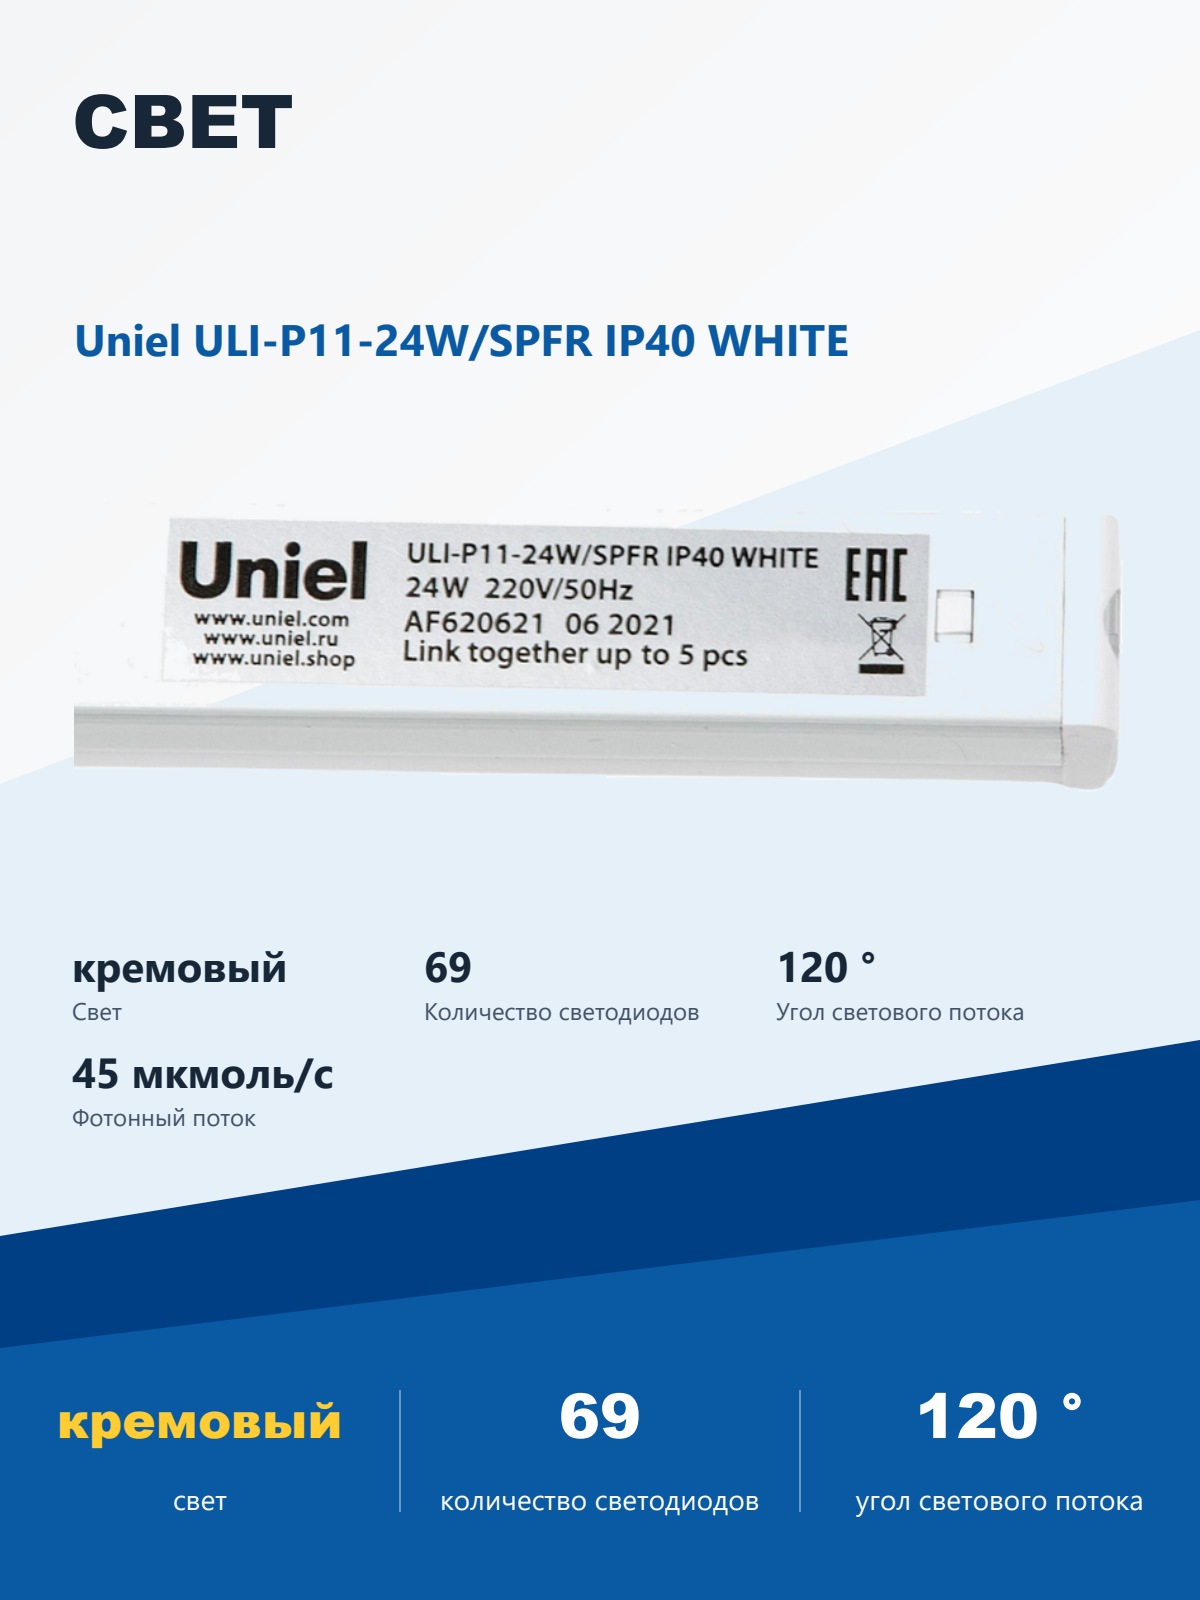 СВЕТ
Uniel ULI-P11-24W/SPFR IP40 WHITE
Uniel
www.uniel.com
www.uniel.ru
www.uniel.shop
ULI-P11-24W/SPFR IP40 WHITE
24W 220V/50Hz
AF620621 06 2021
Link together up to 5 pcs
EAC
кремовый
Свет
69
Количество светодиодов
120 °
Угол светового потока
45 мкмоль/с
Фотонный поток
кремовый
свет
69
количество светодиодов
120 °
угол светового потока